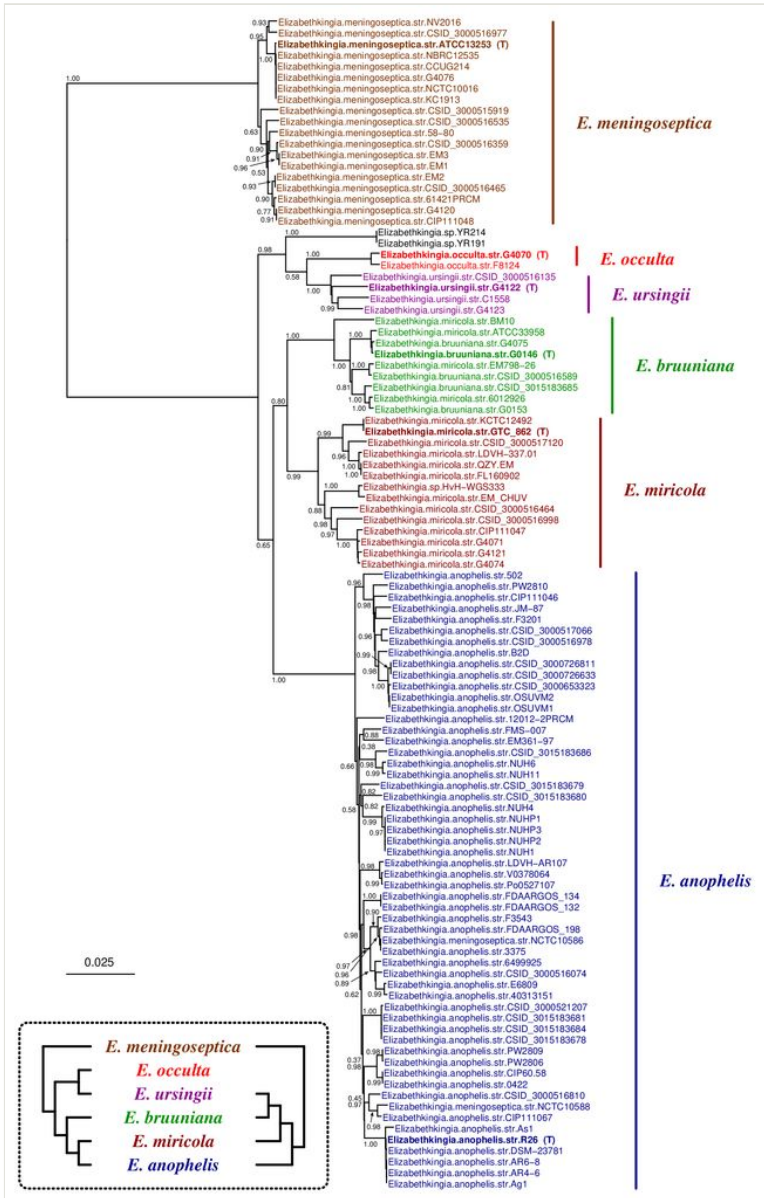 Elizabethkingia.meningoseptica.str.NV2016
Elizabethkingia.meningoseptica.str.CSID_3000516977
Elizabethkingia.meningoseptica.str.ATCC13253 (T)
Elizabethkingia.meningoseptica.str.NBRC12535
Elizabethkingia.meningoseptica.str.CCUG214
Elizabethkingia.meningoseptica.str.G4076
Elizabethkingia.meningoseptica.str.NCTC10016
Elizabethkingia.meningoseptica.str.KC1913
Elizabethkingia.meningoseptica.str.CSID_3000515919
Elizabethkingia.meningoseptica.str.CSID_3000516535
Elizabethkingia.meningoseptica.str.58-80
Elizabethkingia.meningoseptica.str.CSID_3000516359
Elizabethkingia.meningoseptica.str.EM3
Elizabethkingia.meningoseptica.str.EM1
Elizabethkingia.meningoseptica.str.EM2
Elizabethkingia.meningoseptica.str.CSID_3000516465
Elizabethkingia.meningoseptica.str.61421PRCM
Elizabethkingia.meningoseptica.str.G4120
Elizabethkingia.meningoseptica.str.CIP111048
E. meningoseptica
Elizabethkingia.sp.YR214
Elizabethkingia.sp.YR191
Elizabethkingia.occulta.str.G4070 (T)
Elizabethkingia.occulta.str.F8124
E. occulta
Elizabethkingia.ursingii.str.CSID_3000516135
Elizabethkingia.ursingii.str.G4122 (T)
Elizabethkingia.ursingii.str.C1558
Elizabethkingia.ursingii.str.G4123
E. ursingii
Elizabethkingia.miricola.str.BM10
Elizabethkingia.miricola.str.ATCC33958
Elizabethkingia.bruuniana.str.G4075
Elizabethkingia.bruuniana.str.G0146 (T)
Elizabethkingia.miricola.str.EM798-26
Elizabethkingia.bruuniana.str.CSID_3000516589
Elizabethkingia.bruuniana.str.CSID_3015183685
Elizabethkingia.miricola.str.6012926
Elizabethkingia.bruuniana.str.G0153
E. bruuniana
Elizabethkingia.miricola.str.KCTC12492
Elizabethkingia.miricola.str.GTC_862 (T)
Elizabethkingia.miricola.str.CSID_3000517120
Elizabethkingia.miricola.str.LDVH-337.01
Elizabethkingia.miricola.str.QZY.EM
Elizabethkingia.miricola.str.FL160902
Elizabethkingia.sp.HvH-WGS333
Elizabethkingia.miricola.str.EM_CHUV
Elizabethkingia.miricola.str.CSID_3000516464
Elizabethkingia.miricola.str.CSID_3000516998
Elizabethkingia.miricola.str.CIP111047
Elizabethkingia.miricola.str.G4071
Elizabethkingia.miricola.str.G4121
Elizabethkingia.miricola.str.G4074
E. miricola
Elizabethkingia.anophelis.str.502
Elizabethkingia.anophelis.str.PW2810
Elizabethkingia.anophelis.str.CIP111046
Elizabethkingia.anophelis.str.JM-87
Elizabethkingia.anophelis.str.F3201
Elizabethkingia.anophelis.str.CSID_3000517066
Elizabethkingia.anophelis.str.CSID_3000516978
Elizabethkingia.anophelis.str.B2D
Elizabethkingia.anophelis.str.CSID_3000726811
Elizabethkingia.anophelis.str.CSID_3000726633
Elizabethkingia.anophelis.str.CSID_3000653323
Elizabethkingia.anophelis.str.OSUVM2
Elizabethkingia.anophelis.str.OSUVM1
Elizabethkingia.anophelis.str.12012-2PRCM
Elizabethkingia.anophelis.str.FMS-007
Elizabethkingia.anophelis.str.EM361-97
Elizabethkingia.anophelis.str.CSID_3015183686
Elizabethkingia.anophelis.str.NUH6
Elizabethkingia.anophelis.str.NUH11
Elizabethkingia.anophelis.str.CSID_3015183679
Elizabethkingia.anophelis.str.CSID_3015183680
Elizabethkingia.anophelis.str.NUH4
Elizabethkingia.anophelis.str.NUHP1
Elizabethkingia.anophelis.str.NUHP3
Elizabethkingia.anophelis.str.NUHP2
Elizabethkingia.anophelis.str.NUH1
Elizabethkingia.anophelis.str.LDVH-AR107
Elizabethkingia.anophelis.str.V0378064
Elizabethkingia.anophelis.str.Po0527107
Elizabethkingia.anophelis.str.FDAARGOS_134
Elizabethkingia.anophelis.str.FDAARGOS_132
Elizabethkingia.anophelis.str.F3543
Elizabethkingia.anophelis.str.FDAARGOS_198
Elizabethkingia.meningoseptica.str.NCTC10586
Elizabethkingia.anophelis.str.3375
Elizabethkingia.anophelis.str.6499925
Elizabethkingia.anophelis.str.CSID_3000516074
Elizabethkingia.anophelis.str.E6809
Elizabethkingia.anophelis.str.40313151
Elizabethkingia.anophelis.str.CSID_3000521207
Elizabethkingia.anophelis.str.CSID_3015183681
Elizabethkingia.anophelis.str.CSID_3015183684
Elizabethkingia.anophelis.str.CSID_3015183678
Elizabethkingia.anophelis.str.PW2809
Elizabethkingia.anophelis.str.PW2806
Elizabethkingia.anophelis.str.CIP60.58
Elizabethkingia.anophelis.str.0422
Elizabethkingia.anophelis.str.CSID_3000516810
Elizabethkingia.meningoseptica.str.NCTC10588
Elizabethkingia.anophelis.str.CIP111067
Elizabethkingia.anophelis.str.As1
Elizabethkingia.anophelis.str.R26 (T)
Elizabethkingia.anophelis.str.DSM-23781
Elizabethkingia.anophelis.str.AR6-8
Elizabethkingia.anophelis.str.AR4-6
Elizabethkingia.anophelis.str.Ag1
E. anophelis
0.025
E. meningoseptica
E. occulta
E. ursingii
E. bruuniana
E. miricola
E. anophelis